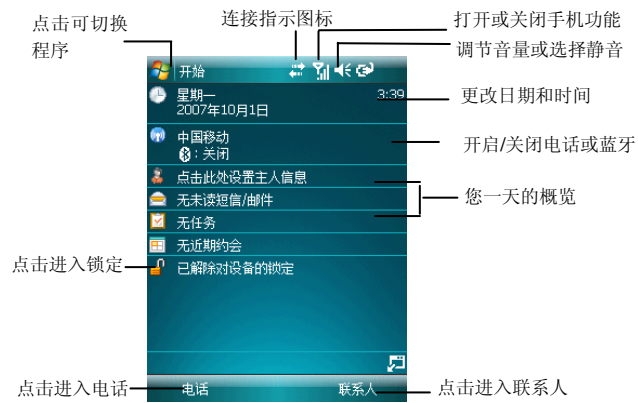 点击可切换
程序
连接指示图标
打开或关闭手机功能
调节音量或选择静音
开始
星期一
3:39
2007年10月1日
更改日期和时间
中国移动
:关闭
开启/关闭电话或蓝牙
点击此处设置主人信息
无未读短信/邮件
您一天的概览
无任务
无近期约会
点击进入锁定
已解除对设备的锁定
点击进入电话
电话
联系人
点击进入联系人